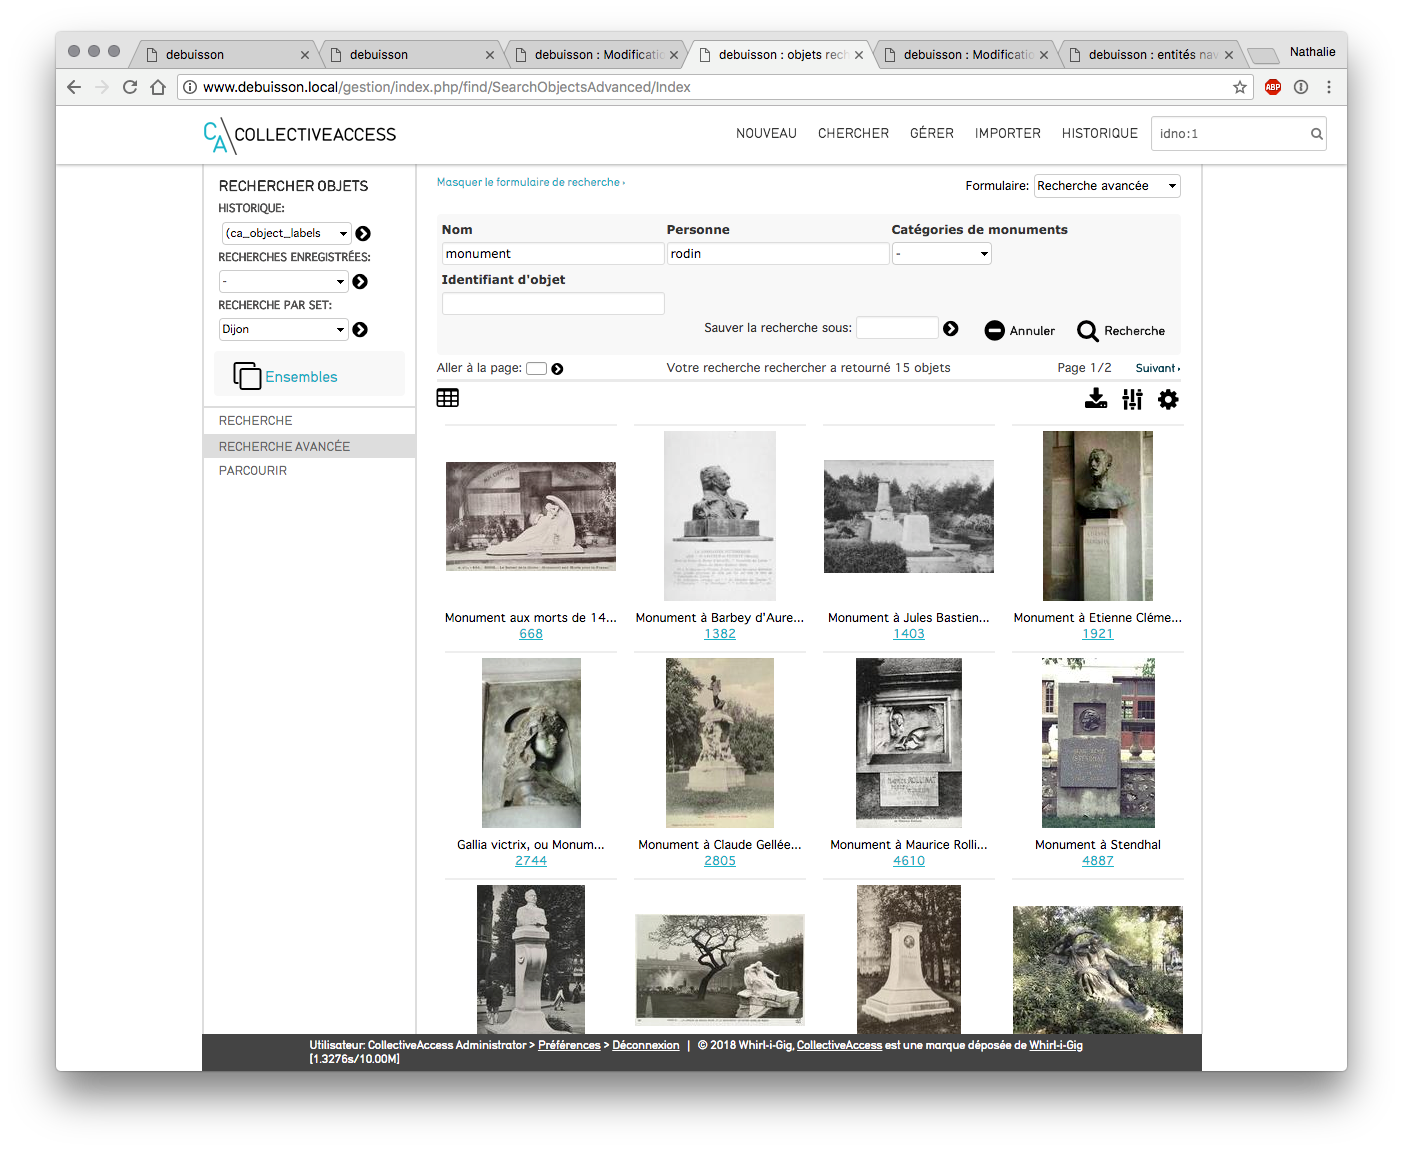 debuisson
debuisson
debuisson : Modificatio
debuisson : objets rech
debuisson : Modificatio
debuisson : entités nav
Nathalie
www.debuisson.local/gestion/index.php/find/SearchObjectsAdvanced/Index
ABP
CA COLLECTIVEACCESS
NOUVEAU
CHERCHER
GÉRER
IMPORTER
HISTORIQUE
idno:1
RECHERCHER OBJETS
HISTORIQUE:
(ca_object_labels
RECHERCHES ENREGISTRÉES:
-
RECHERCHE PAR SET:
Dijon
Ensembles
RECHERCHE
RECHERCHE AVANCÉE
PARCOURIR
Masquer le formulaire de recherche ›
Formulaire: Recherche avancée
Nom
Personne
Catégories de monuments
monument
rodin
-
Identifiant d'objet
Sauver la recherche sous:
Annuler
Recherche
Aller à la page:
Votre recherche rechercher a retourné 15 objets
Page 1/2
Suivant ›
Monument aux morts de 14...
668
Monument à Barbey d'Aure...
1382
Monument à Jules Bastien...
1403
Monument à Etienne Cléme...
1921
Gallia victrix, ou Monum...
2744
Monument à Claude Gellée...
2805
Monument à Maurice Rolli...
4610
Monument à Stendhal
4887
Utilisateur: CollectiveAccess Administrator > Préférences > Déconnexion | © 2018 Whirl-i-Gig, CollectiveAccess est une marque déposée de Whirl-i-Gig
[1.3276s/10.00M]